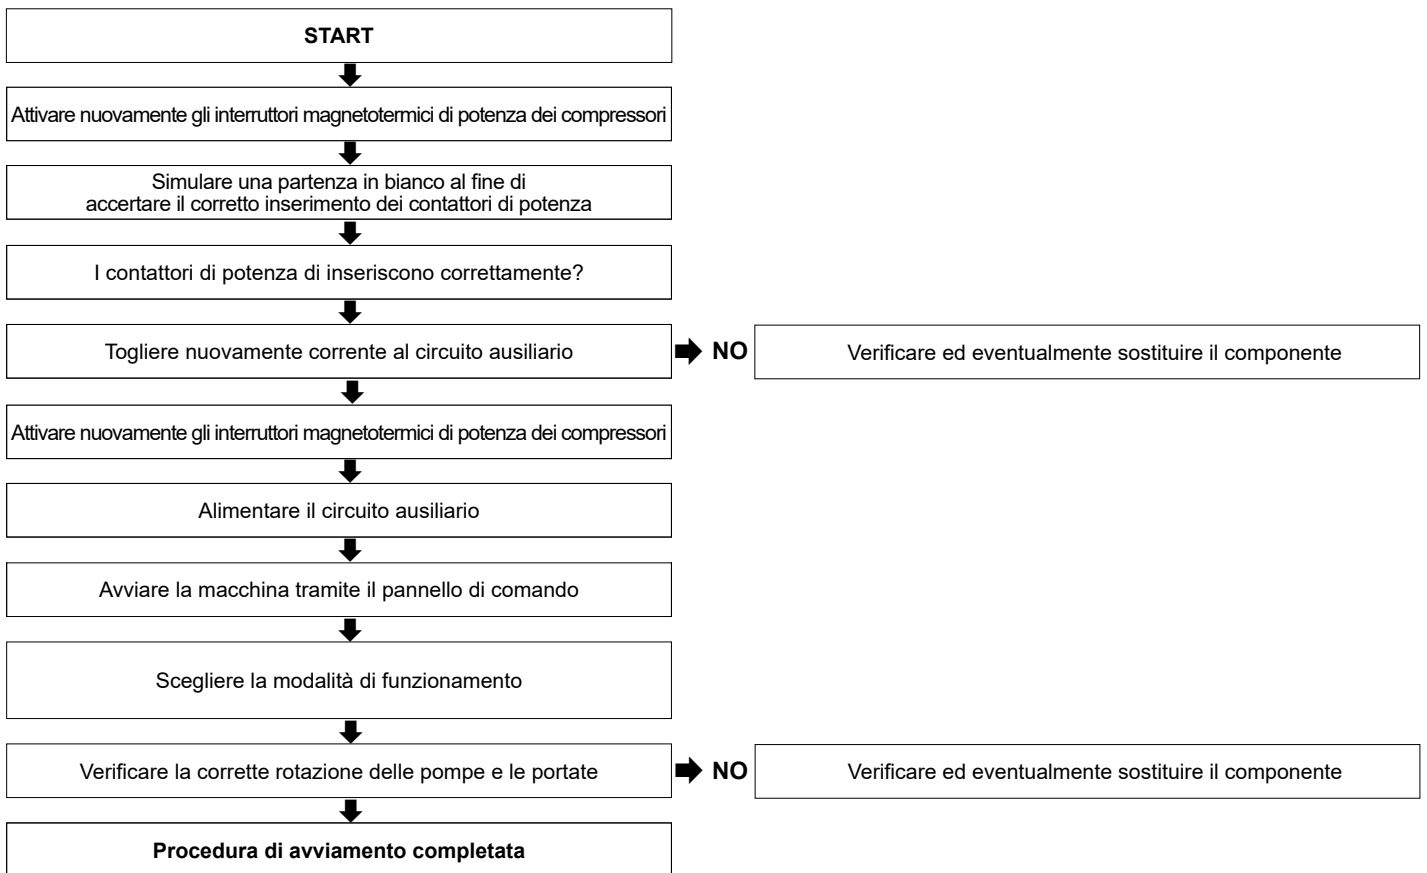 START
Attivare nuovamente gli interruttori magnetotermici di potenza dei compressori
Simulare una partenza in bianco al fine di
accertare il corretto inserimento dei contattori di potenza
I contattori di potenza di inseriscono correttamente?
Togliere nuovamente corrente al circuito ausiliario
NO
Verificare ed eventualmente sostituire il componente
Attivare nuovamente gli interruttori magnetotermici di potenza dei compressori
Alimentare il circuito ausiliario
Avviare la macchina tramite il pannello di comando
Scegliere la modalità di funzionamento
Verificare la corrette rotazione delle pompe e le portate
NO
Verificare ed eventualmente sostituire il componente
Procedura di avviamento completata